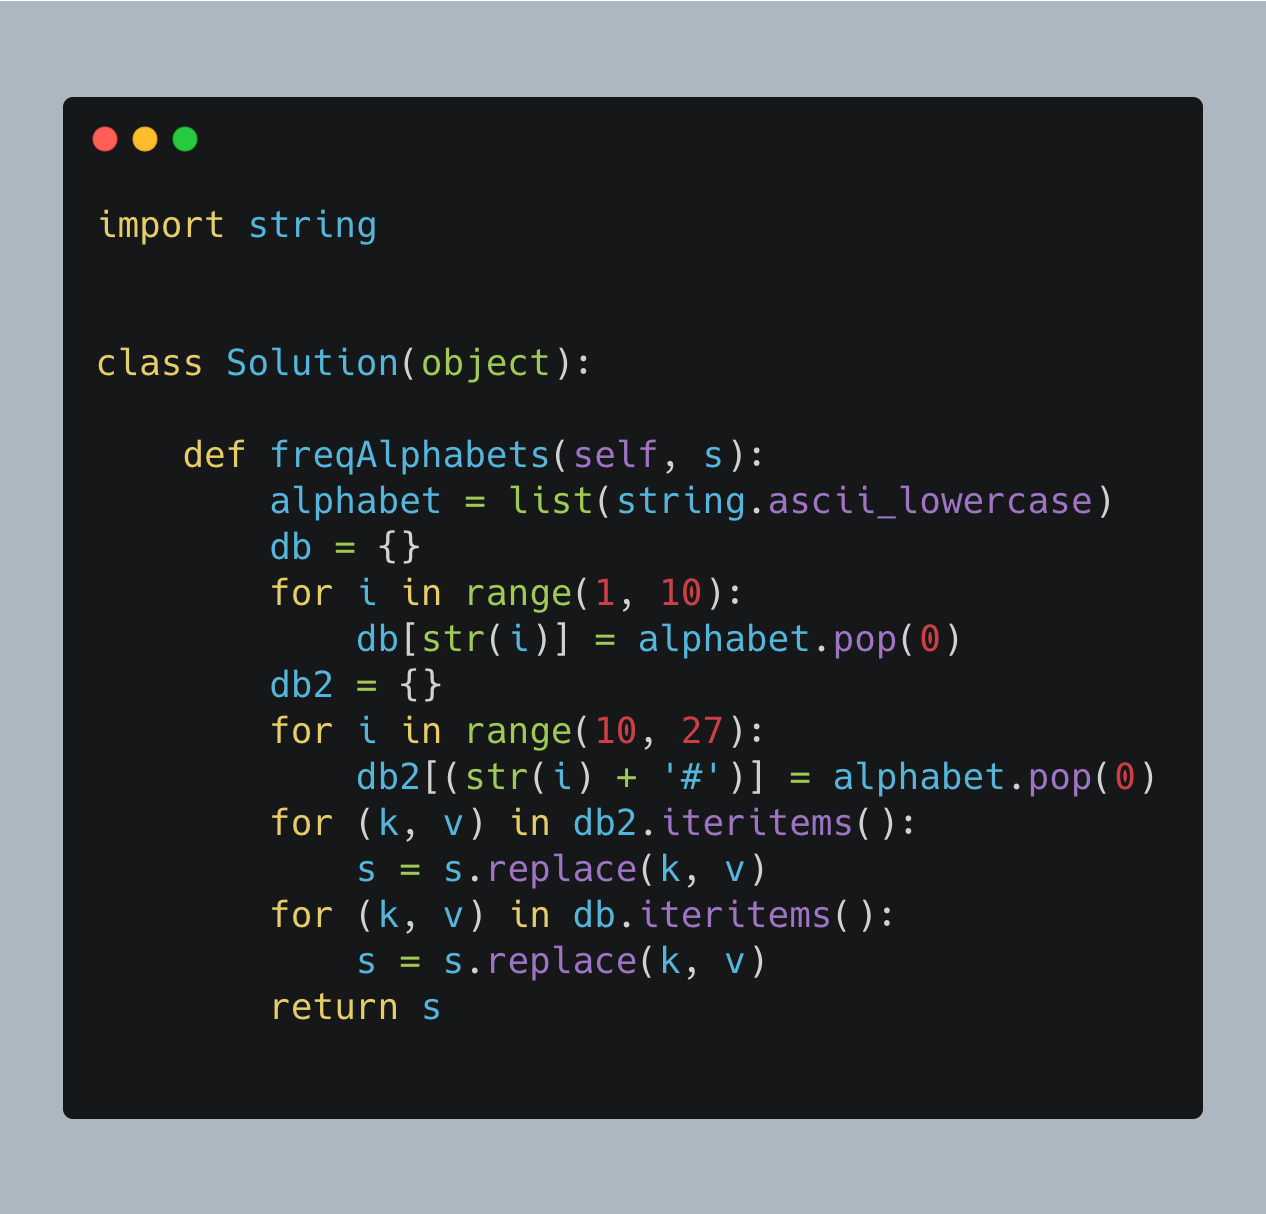 import string
class Solution(object):
    def freqAlphabets(self, s):
        alphabet = list(string.ascii_lowercase)
        db = {}
        for i in range(1, 10):
            db[str(i)] = alphabet.pop(0)
        db2 = {}
        for i in range(10, 27):
            db2[(str(i) + '#')] = alphabet.pop(0)
        for (k, v) in db2.iteritems():
            s = s.replace(k, v)
        for (k, v) in db.iteritems():
            s = s.replace(k, v)
        return s